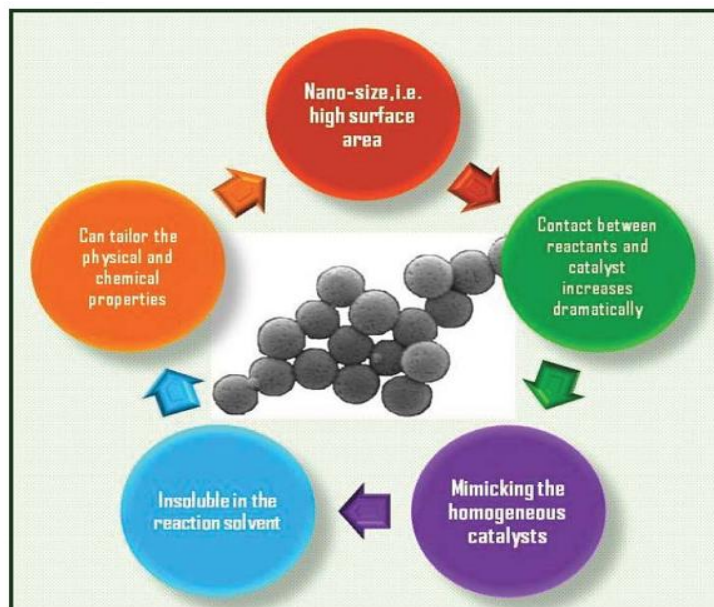 Nano-size,i.e.
high surface
area
Contact between
reactants and
catalyst
increases
dramatically
Mimicking the
homogeneous
catalysts
Insoluble in the
reaction solvent
Can tailor the
physical and
chemical
properties